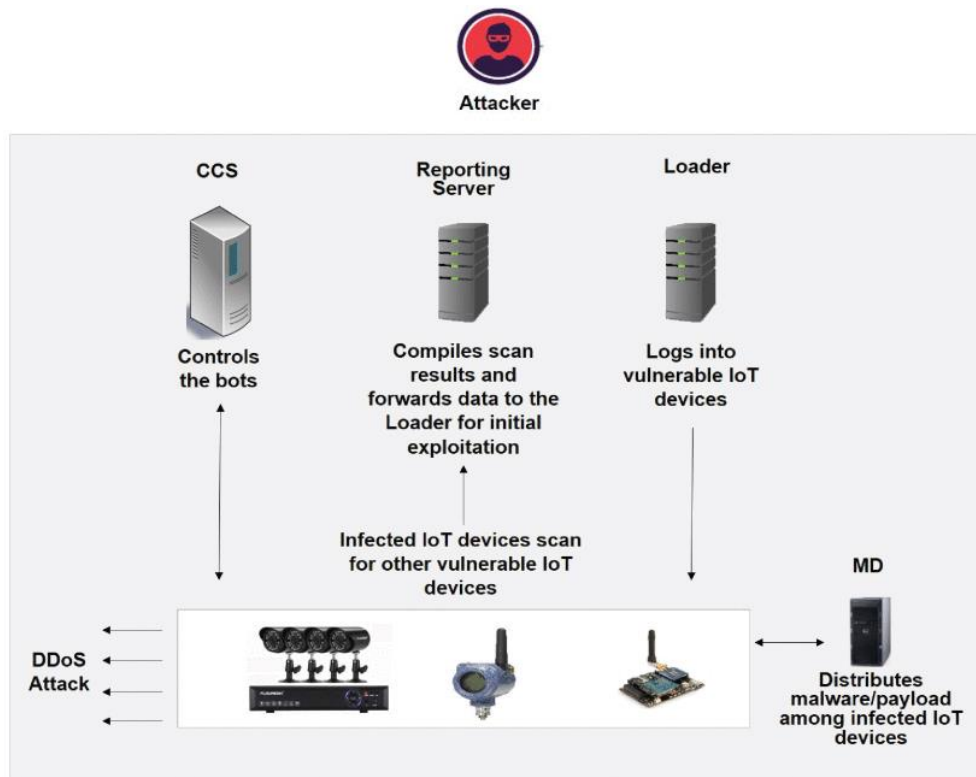 Attacker
CCS
Reporting
Server
Loader
Controls
the bots
Compiles scan
results and
forwards data to the
Loader for initial
exploitation
Logs into
vulnerable IoT
devices
Infected IoT devices scan
for other vulnerable IoT
devices
MD
DDoS
Attack
Distributes
malware/payload
among infected IoT
devices